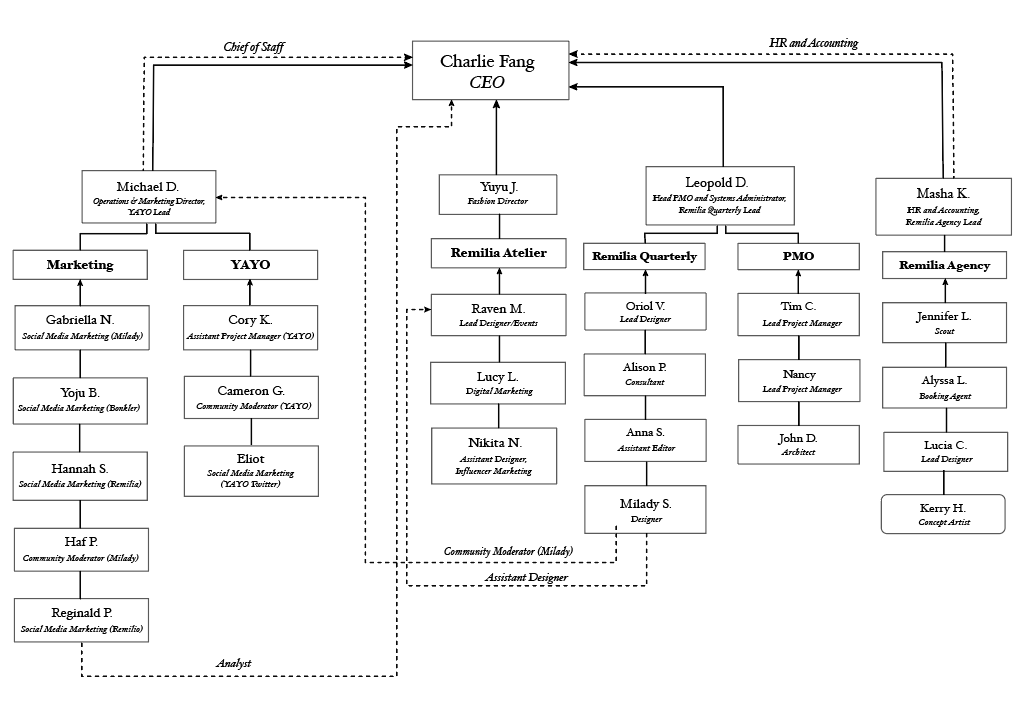 Chief of Staff
HR and Accounting
Charlie Fang
CEO
Michael D.
Operations & Marketing Director,
YAYO Lead
Yuyu J.
Fashion Director
Leopold D.
Head PMO and Systems Administrator,
Remilia Quarterly Lead
Masha K.
HR and Accounting,
Remilia Agency Lead
Marketing
YAYO
Remilia Atelier
Remilia Quarterly
PMO
Remilia Agency
Gabriella N.
Social Media Marketing (Milady)
Yoju B.
Social Media Marketing (Bonkler)
Hannah S.
Social Media Marketing (Remilia)
Haf P.
Community Moderator (Milady)
Reginald P.
Social Media Marketing (Remilio)
Cory K.
Assistant Project Manager (YAYO)
Cameron G.
Community Moderator (YAYO)
Eliot
Social Media Marketing
(YAYO Twitter)
Raven M.
Lead Designer/Events
Lucy L.
Digital Marketing
Nikita N.
Assistant Designer,
Influencer Marketing
Oriol V.
Lead Designer
Alison P.
Consultant
Anna S.
Assistant Editor
Milady S.
Designer
Tim C.
Lead Project Manager
Nancy
Lead Project Manager
John D.
Architect
Jennifer L.
Scout
Alyssa L.
Booking Agent
Lucia C.
Lead Designer
Kerry H.
Concept Artist
Community Moderator (Milady)
Assistant Designer
Analyst